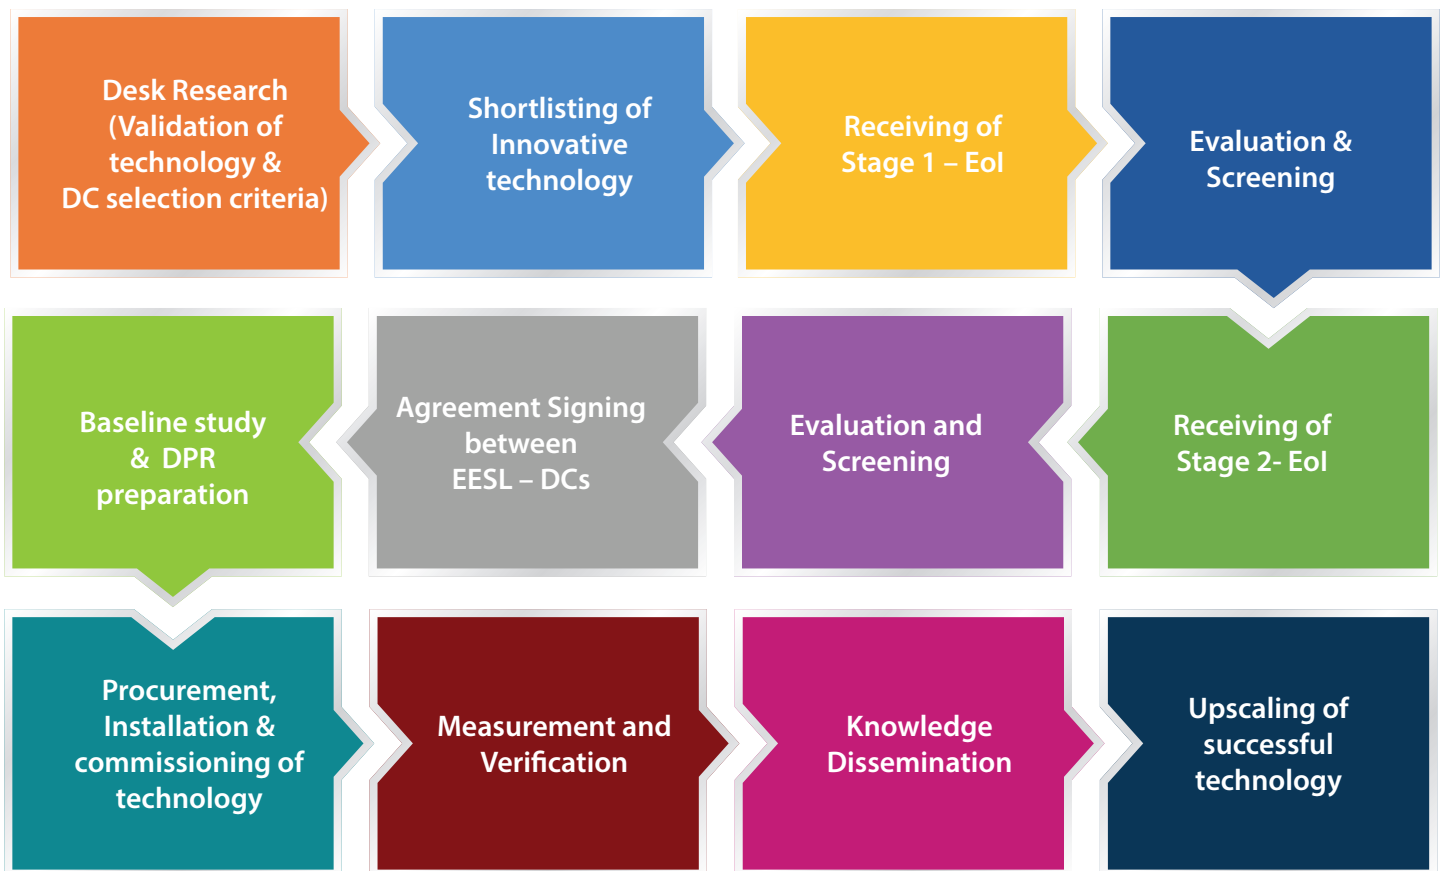 Desk Research
(Validation of
technology &
DC selection criteria)
Shortlisting of
Innovative
technology
Receiving of
Stage 1 – EoI
Evaluation &
Screening
Receiving of
Stage 2- EoI
Evaluation and
Screening
Agreement Signing
between
EESL – DCs
Baseline study
& DPR
preparation
Procurement,
Installation &
commissioning of
technology
Measurement and
Verification
Knowledge
Dissemination
Upscaling of
successful
technology